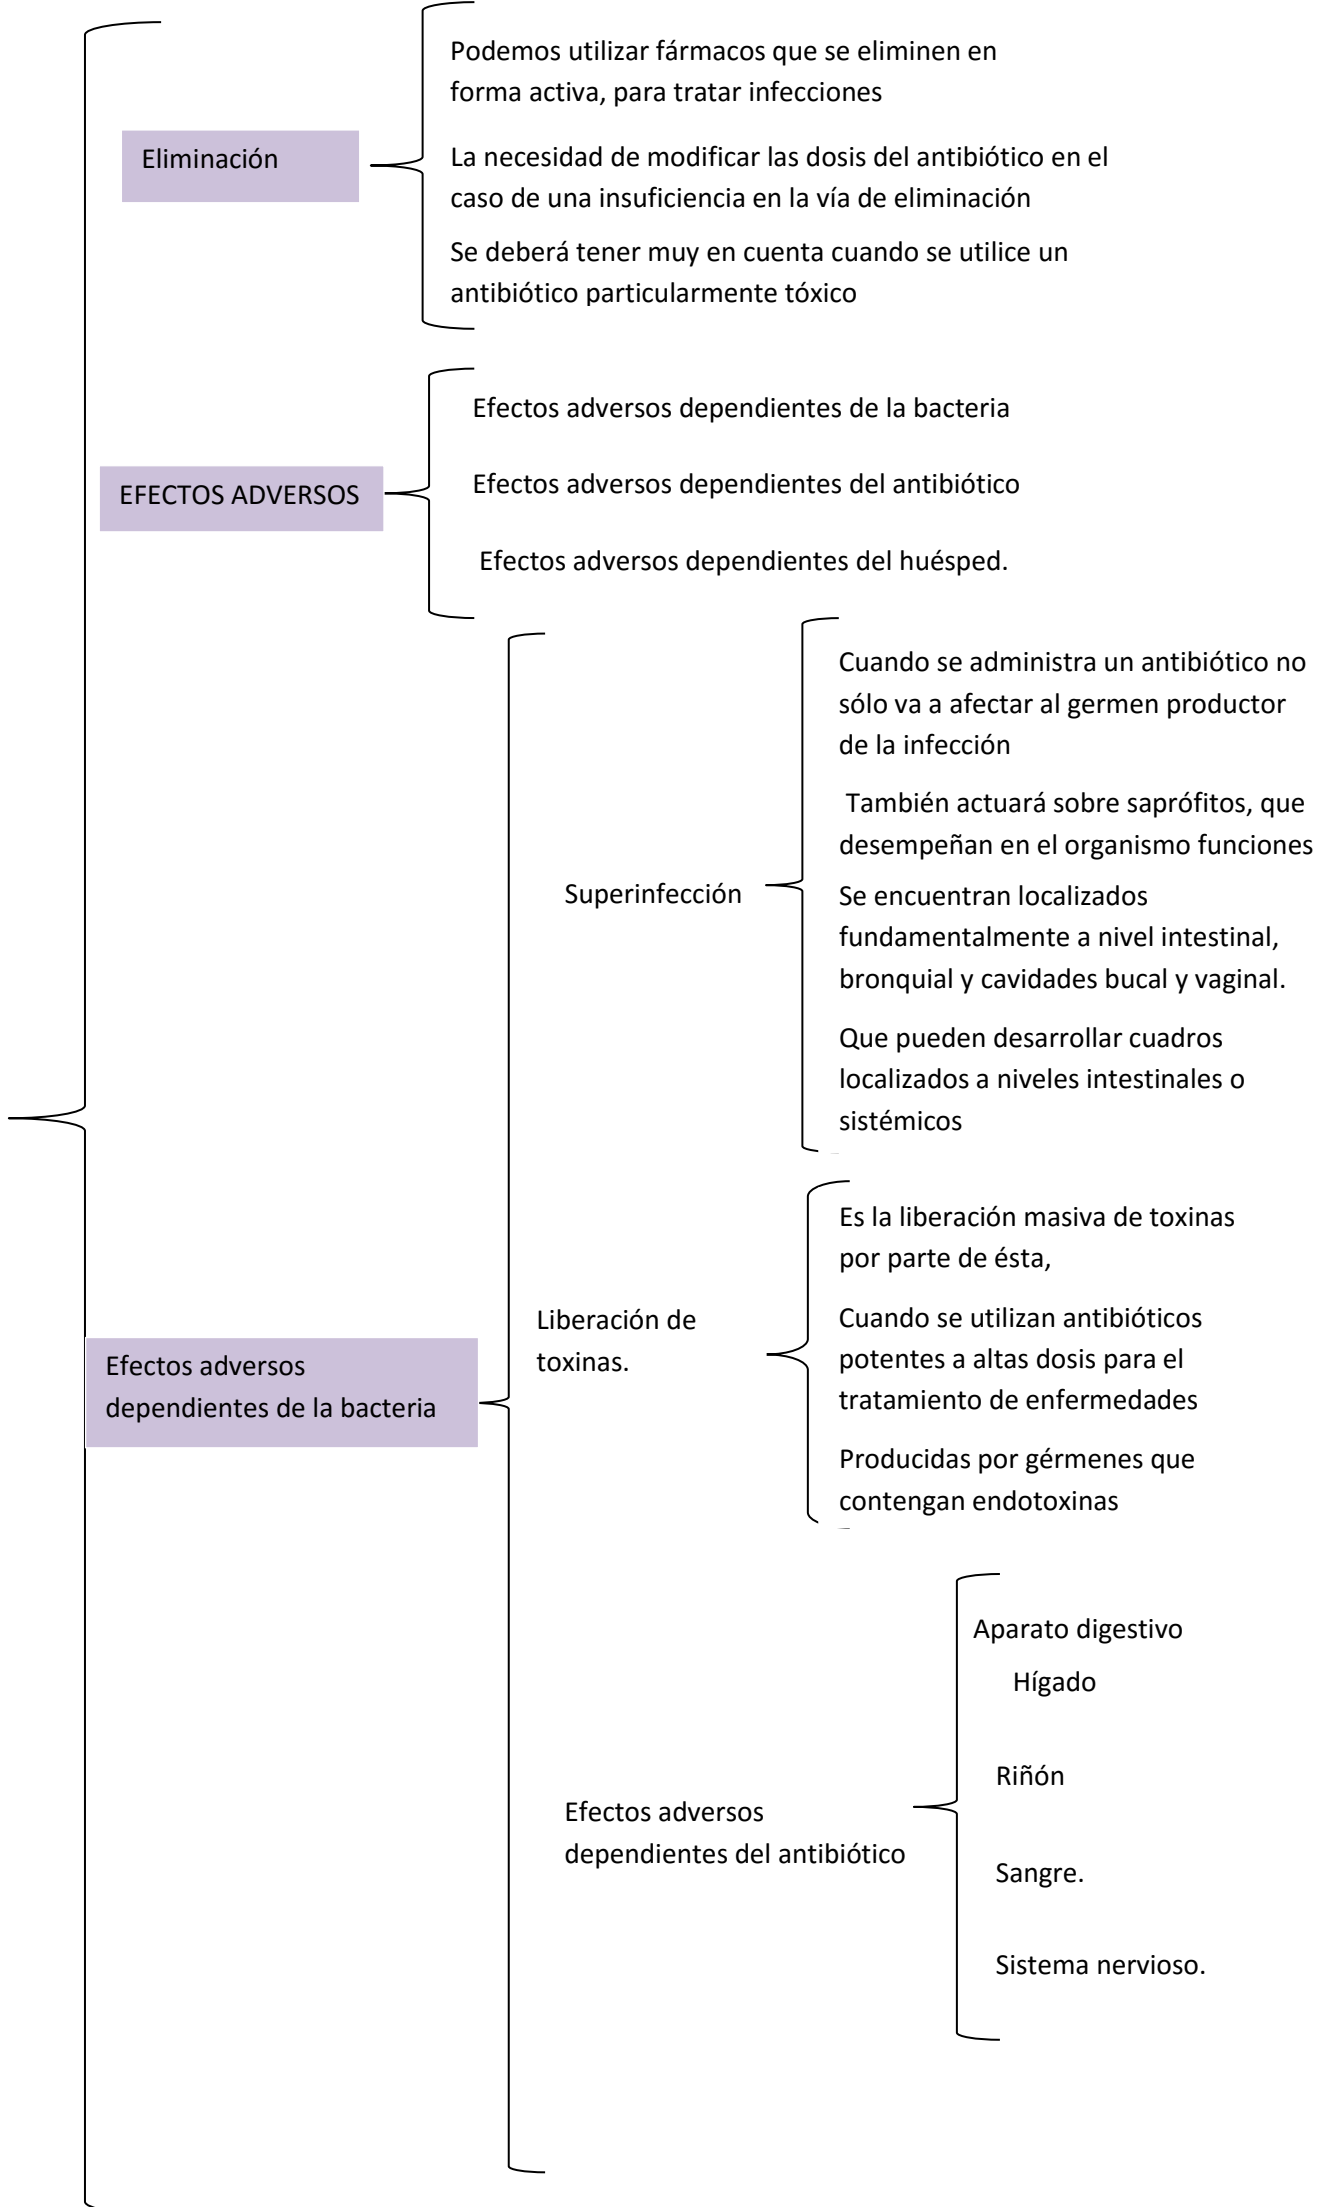 Podemos utilizar fármacos que se eliminen en
forma activa, para tratar infecciones
Eliminación
La necesidad de modificar las dosis del antibiótico en el
caso de una insuficiencia en la vía de eliminación
Se deberá tener muy en cuenta cuando se utilice un
antibiótico particularmente tóxico
Efectos adversos dependientes de la bacteria
EFECTOS ADVERSOS
Efectos adversos dependientes del antibiótico
Efectos adversos dependientes del huésped.
Cuando se administra un antibiótico no
sólo va a afectar al germen productor
de la infección
También actuará sobre saprófitos, que
desempeñan en el organismo funciones
Superinfección
Se encuentran localizados
fundamentalmente a nivel intestinal,
bronquial y cavidades bucal y vaginal.
Que pueden desarrollar cuadros
localizados a niveles intestinales o
sistémicos
Es la liberación masiva de toxinas
por parte de ésta,
Liberación de
toxinas.
Cuando se utilizan antibióticos
potentes a altas dosis para el
tratamiento de enfermedades
Efectos adversos
dependientes de la bacteria
Producidas por gérmenes que
contengan endotoxinas
Aparato digestivo
Hígado
Riñón
Efectos adversos
dependientes del antibiótico
Sangre.
Sistema nervioso.